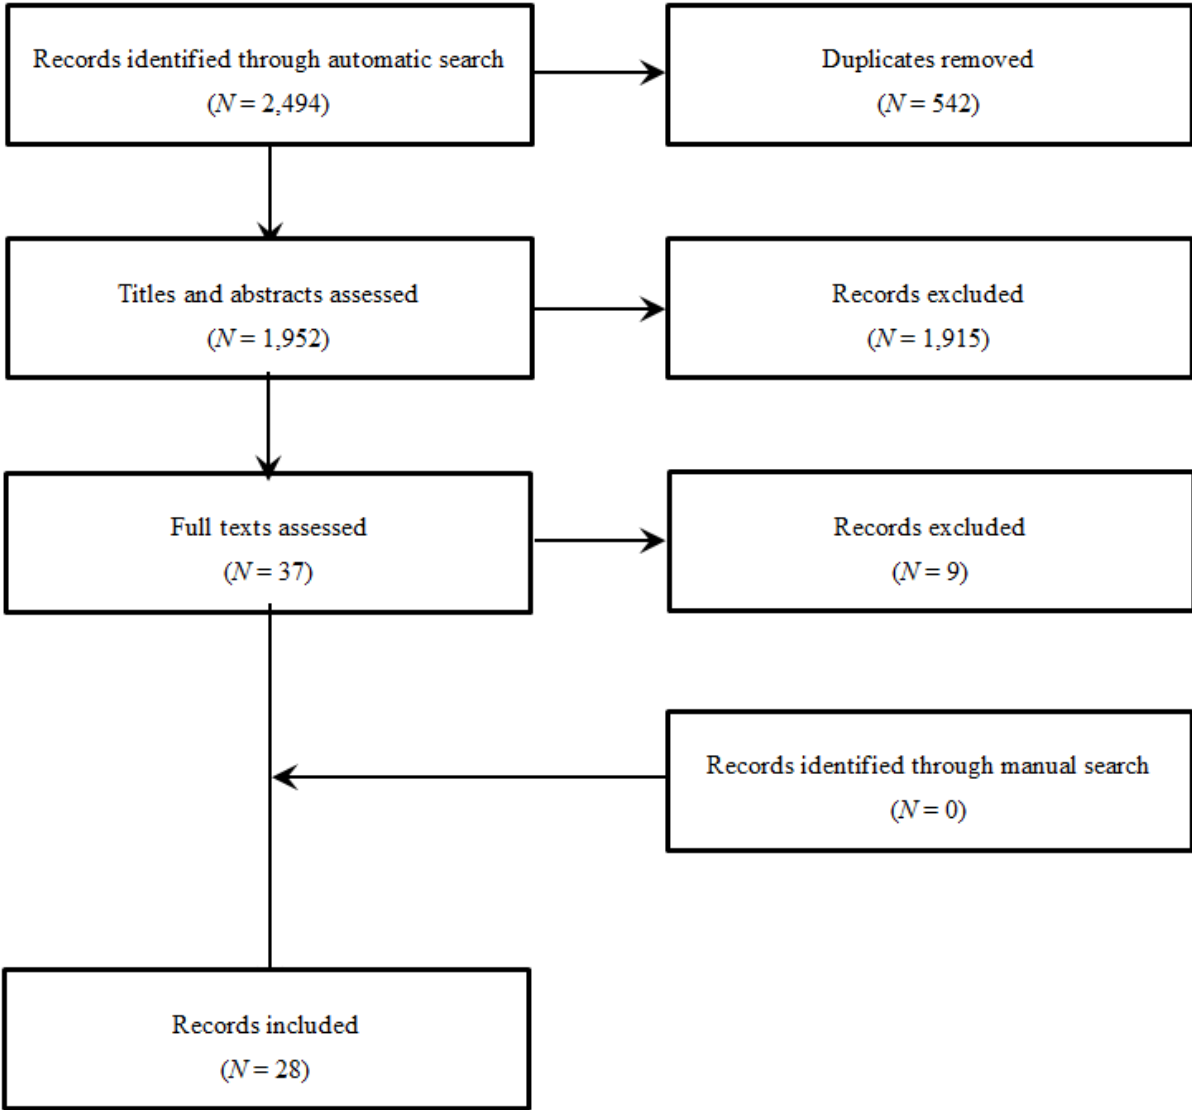 Records identified through automatic search
(N = 2,494)
Duplicates removed
(N = 542)
Titles and abstracts assessed
(N = 1,952)
Records excluded
(N = 1,915)
Full texts assessed
(N = 37)
Records excluded
(N = 9)
Records identified through manual search
(N = 0)
Records included
(N = 28)